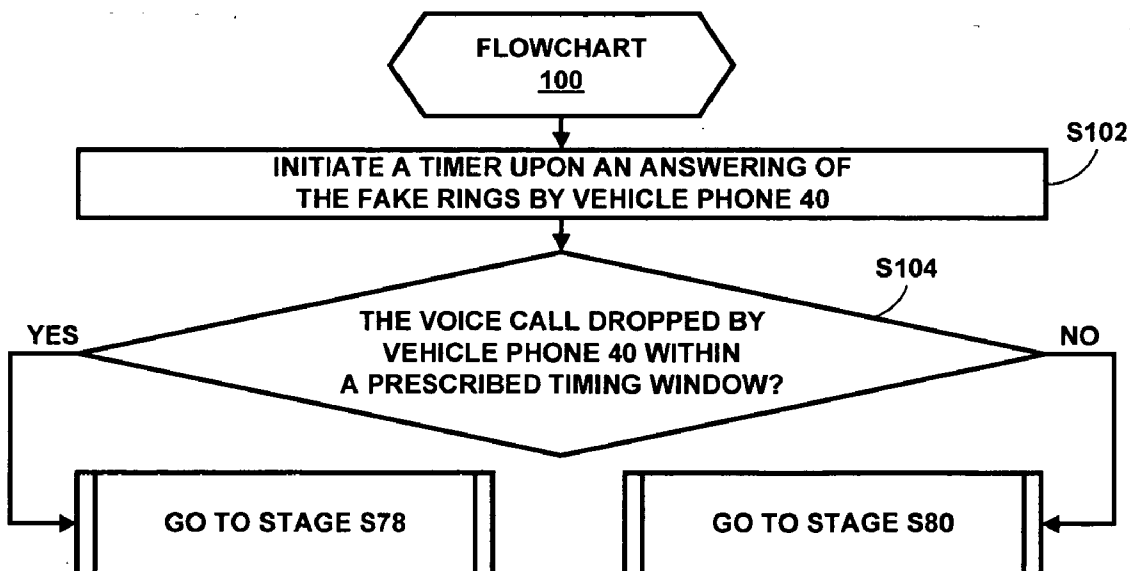 FLOWCHART
100
S102
INITIATE A TIMER UPON AN ANSWERING OF
THE FAKE RINGS BY VEHICLE PHONE 40
S104
YES
THE VOICE CALL DROPPED BY
VEHICLE PHONE 40 WITHIN
A PRESCRIBED TIMING WINDOW?
NO
GO TO STAGE S78
GO TO STAGE S80